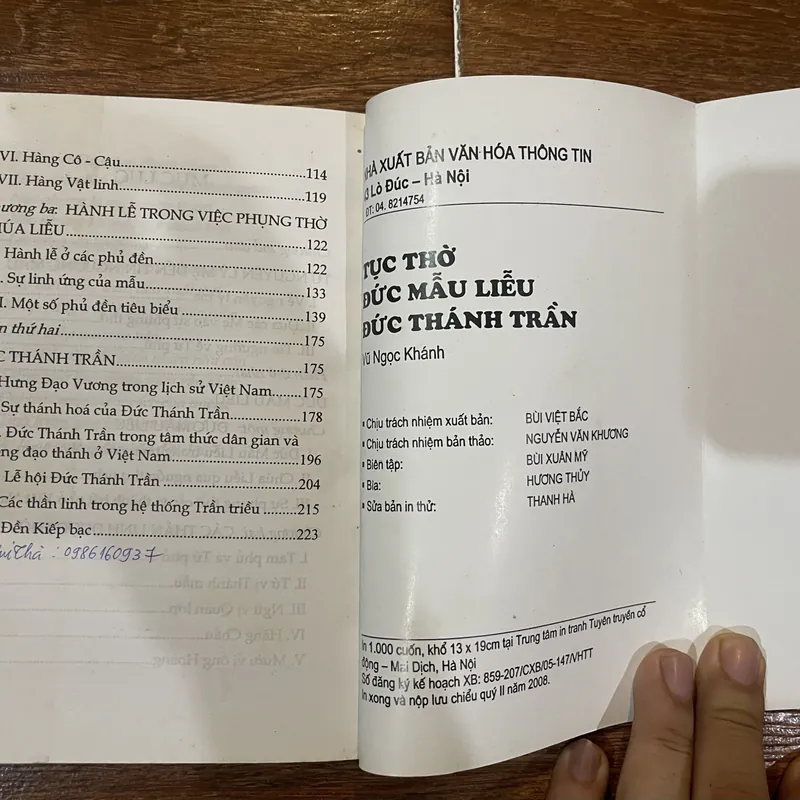 VI. Hàng Cô - Cậu..........114
VII. Hàng Vật linh..........119
ương ba: HÀNH LỄ TRONG VIỆC PHỤNG THỜ
ÚA LIỄU..........122
Hành lễ ở các phủ đền..........122
. Sự linh ứng của mẫu..........133
I. Một số phủ đền tiêu biểu..........139
n thứ hai..........175
C THÁNH TRẦN..........175
Hưng Đạo Vương trong lịch sử Việt Nam..........175
Sự thánh hoá của Đức Thánh Trần..........178
. Đức Thánh Trần trong tâm thức dân gian và
ng đạo thánh ở Việt Nam..........196
Lễ hội Đức Thánh Trần..........204
Các thần linh trong hệ thống Trần triều..........215
Đền Kiếp bạc..........223
: 0986160937
NHÀ XUẤT BẢN VĂN HÓA THÔNG TIN
43 Lò Đúc – Hà Nội
ĐT: 04. 8214754
TỤC THỜ
ĐỨC MẪU LIỄU
ĐỨC THÁNH TRẦN
Vũ Ngọc Khánh
• Chịu trách nhiệm xuất bản: BÙI VIỆT BẮC
• Chịu trách nhiệm bản thảo: NGUYỄN VĂN KHƯƠNG
• Biên tập: BÙI XUÂN MỸ
• Bìa: HƯƠNG THỦY
• Sửa bản in thử: THANH HÀ
In 1.000 cuốn, khổ 13 x 19cm tại Trung tâm in tranh Tuyên truyền cổ
động – Mai Dịch, Hà Nội
Số đăng ký kế hoạch XB: 859-207/CXB/05-147/VHTT
In xong và nộp lưu chiểu quý II năm 2008.